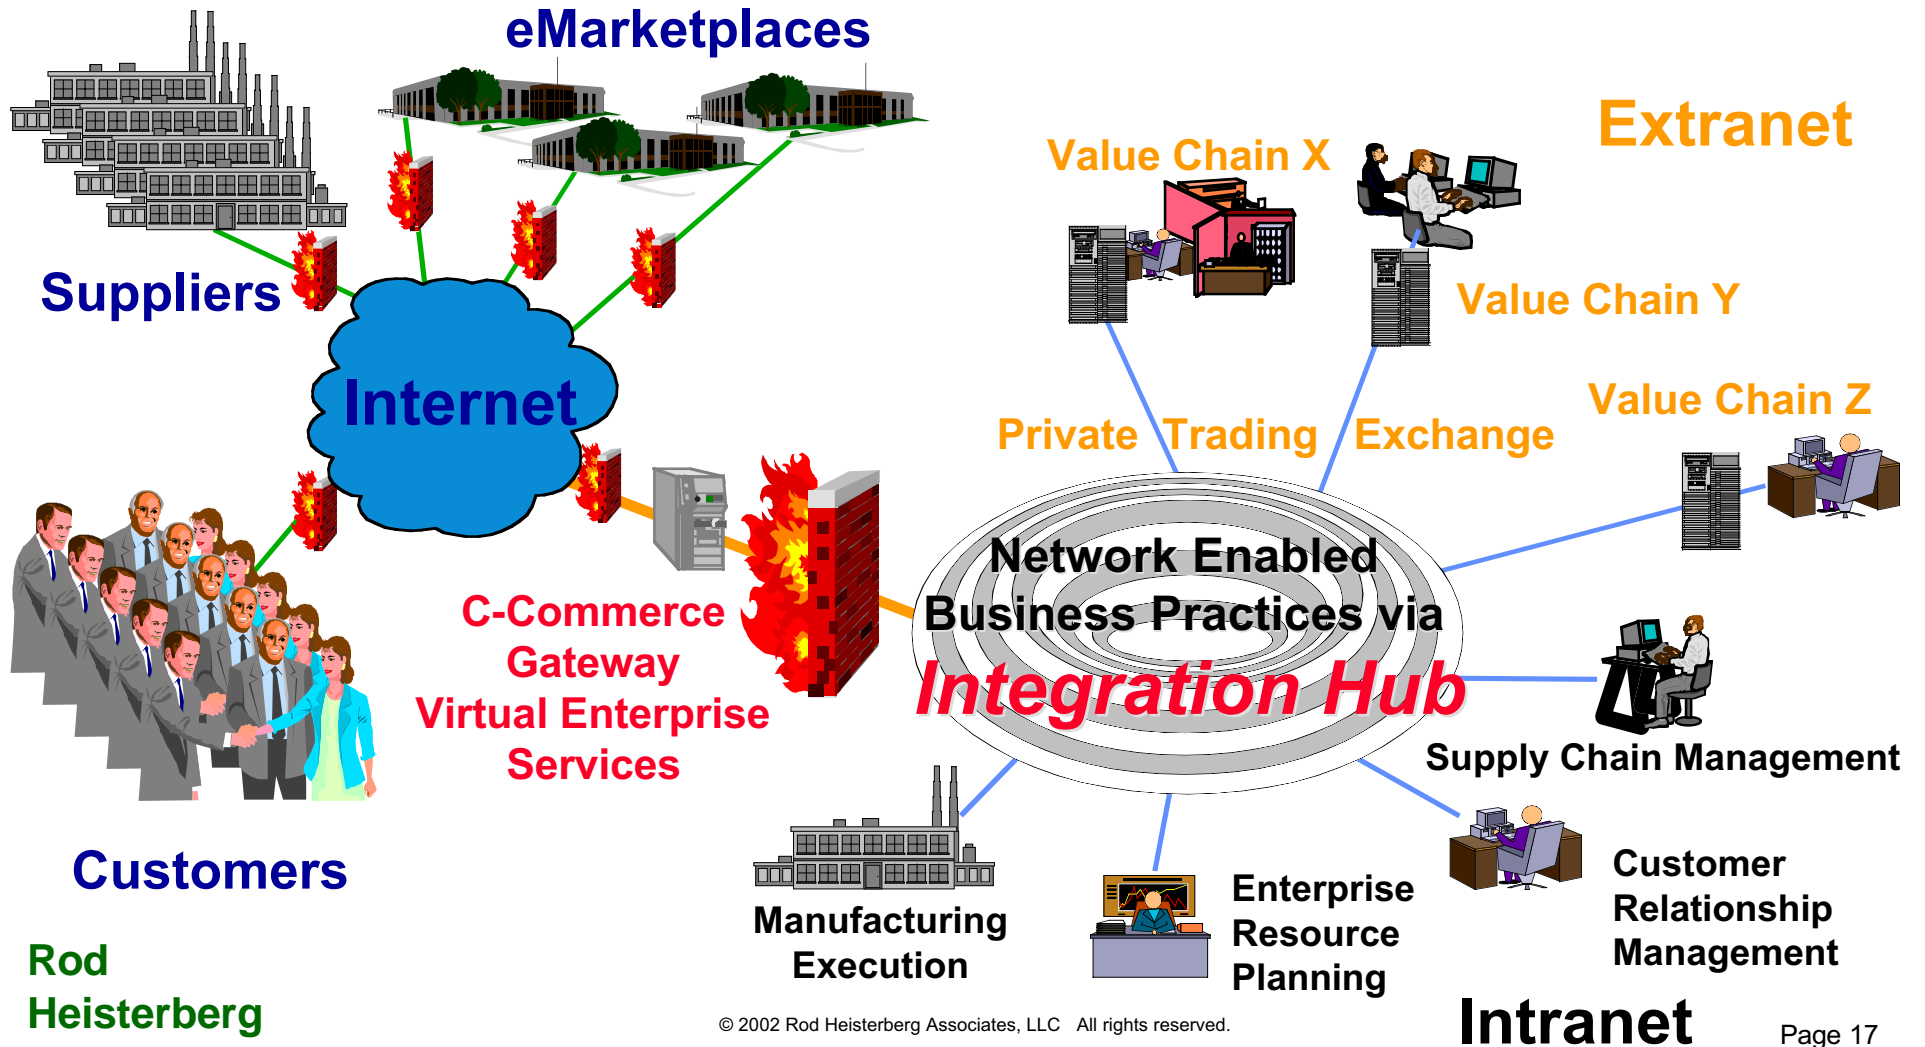 eMarketplaces
Extranet
Value Chain X
Suppliers
Value Chain Y
Internet
Value Chain Z
Private Trading Exchange
Network Enabled
Business Practices via
Integration Hub
C-Commerce
Gateway
Virtual Enterprise
Services
Supply Chain Management
Customers
Manufacturing
Execution
Enterprise
Resource
Planning
Customer
Relationship
Management
Rod
Heisterberg
© 2002 Rod Heisterberg Associates, LLC All rights reserved.
Intranet
Page 17